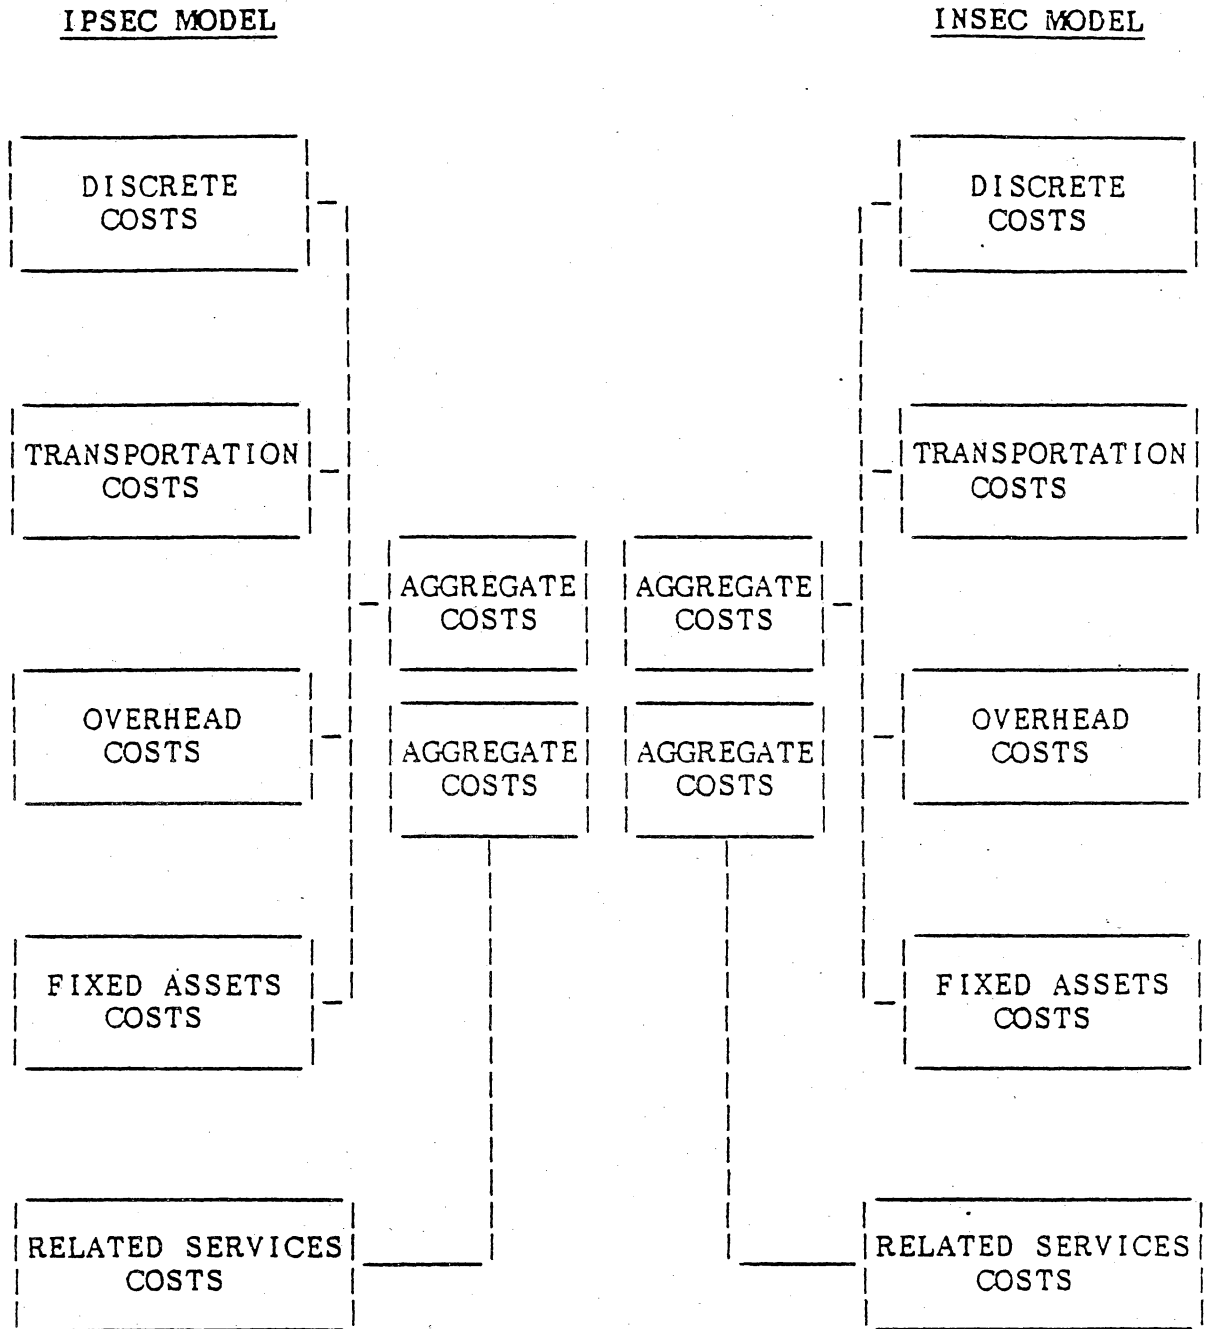 IPSEC MODEL
INSEC MODEL
DISCRETE
COSTS
DISCRETE
COSTS
TRANSPORTATION
COSTS
TRANSPORTATION
COSTS
AGGREGATE
COSTS
AGGREGATE
COSTS
OVERHEAD
COSTS
AGGREGATE
COSTS
AGGREGATE
COSTS
OVERHEAD
COSTS
FIXED ASSETS
COSTS
FIXED ASSETS
COSTS
RELATED SERVICES
COSTS
RELATED SERVICES
COSTS